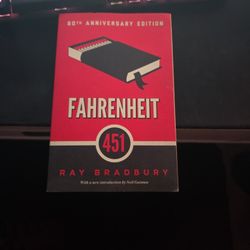 60TH ANNIVERSARY EDITION
FAHRENHEIT
451
RAY BRADBURY
With a new introduction by Neil Gaiman